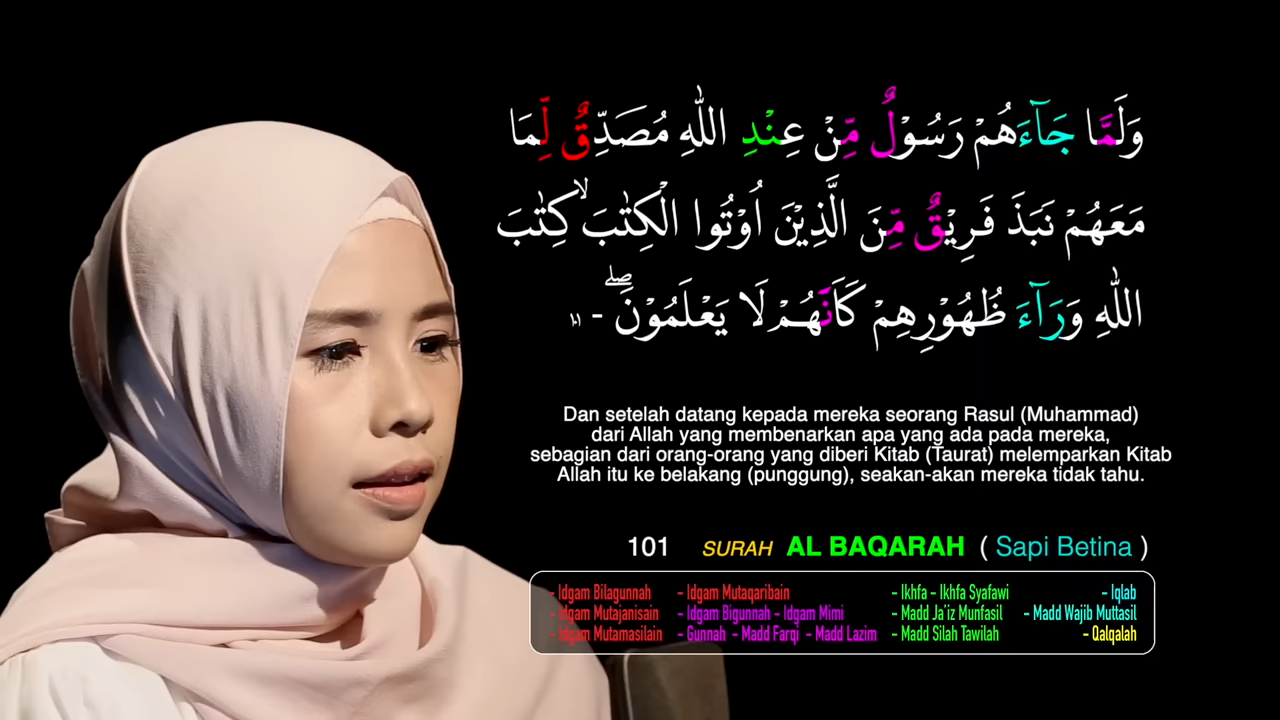 وَلَمَّا جَاۤءَهُمْ رَسُوْلٌ مِّنْ عِنْدِ اللّٰهِ مُصَدِّقٌ لِّمَا
مَعَهُمْ نَبَذَ فَرِيْقٌ مِّنَ الَّذِيْنَ اُوْتُوا الْكِتٰبَۙ كِتٰبَ
اللّٰهِ وَرَاۤءَ ظُهُوْرِهِمْ كَاَنَّهُمْ لَا يَعْلَمُوْنَۖ - ١٠١
Dan setelah datang kepada mereka seorang Rasul (Muhammad)
dari Allah yang membenarkan apa yang ada pada mereka,
sebagian dari orang-orang yang diberi Kitab (Taurat) melemparkan Kitab
Allah itu ke belakang (punggung), seakan-akan mereka tidak tahu.
101 SURAH AL BAQARAH ( Sapi Betina )
- Idgam Bilagunnah - Idgam Mutaqaribain - Ikhfa - Ikhfa Syafawi - Iqlab
- Idgam Mutajanisain - Idgam Bigunnah - Idgam Mimi - Madd Ja'iz Munfasil - Madd Wajib Muttasil
- Idgam Mutamasilain - Gunnah - Madd Farqi - Madd Lazim - Madd Silah Tawilah - Qalqalah